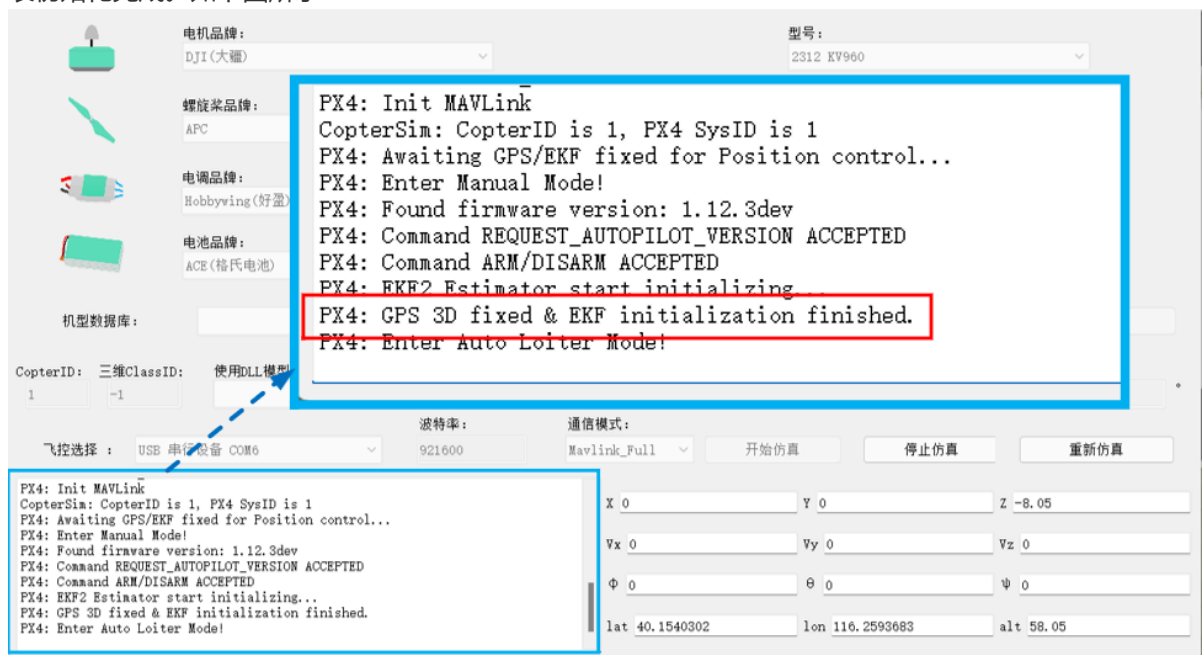 电机品牌：
型号：
DJI(大疆)
2312 KV960
螺旋桨品牌：
APC
电调品牌：
Hobbywing(好盈)
电池品牌：
ACE(格氏电池)
PX4: Init MAVLink
CopterSim: CopterID is 1, PX4 SysID is 1
PX4: Awaiting GPS/EKF fixed for Position control...
PX4: Enter Manual Mode!
PX4: Found firmware version: 1.12.3dev
PX4: Command REQUEST_AUTOPILOT_VERSION ACCEPTED
PX4: Command ARM/DISARM ACCEPTED
PX4: EKF2 Estimator start initializing...
PX4: GPS 3D fixed & EKF initialization finished.
PX4: Enter Auto Loiter Mode!
机型数据库：
CopterID： 三维ClassID： 使用DLL模型
1 -1
°
波特率：
通信模式：
飞控选择 ： USB 串行设备 COM6
921600
Mavlink_Full
开始仿真
停止仿真
重新仿真
PX4: Init MAVLink
CopterSim: CopterID is 1, PX4 SysID is 1
PX4: Awaiting GPS/EKF fixed for Position control...
PX4: Enter Manual Mode!
PX4: Found firmware version: 1.12.3dev
PX4: Command REQUEST_AUTOPILOT_VERSION ACCEPTED
PX4: Command ARM/DISARM ACCEPTED
PX4: EKF2 Estimator start initializing...
PX4: GPS 3D fixed & EKF initialization finished.
PX4: Enter Auto Loiter Mode!
X 0 Y 0 Z -8.05
Vx 0 Vy 0 Vz 0
Φ 0 θ 0 ψ 0
lat 40.1540302 lon 116.2593683 alt 58.05